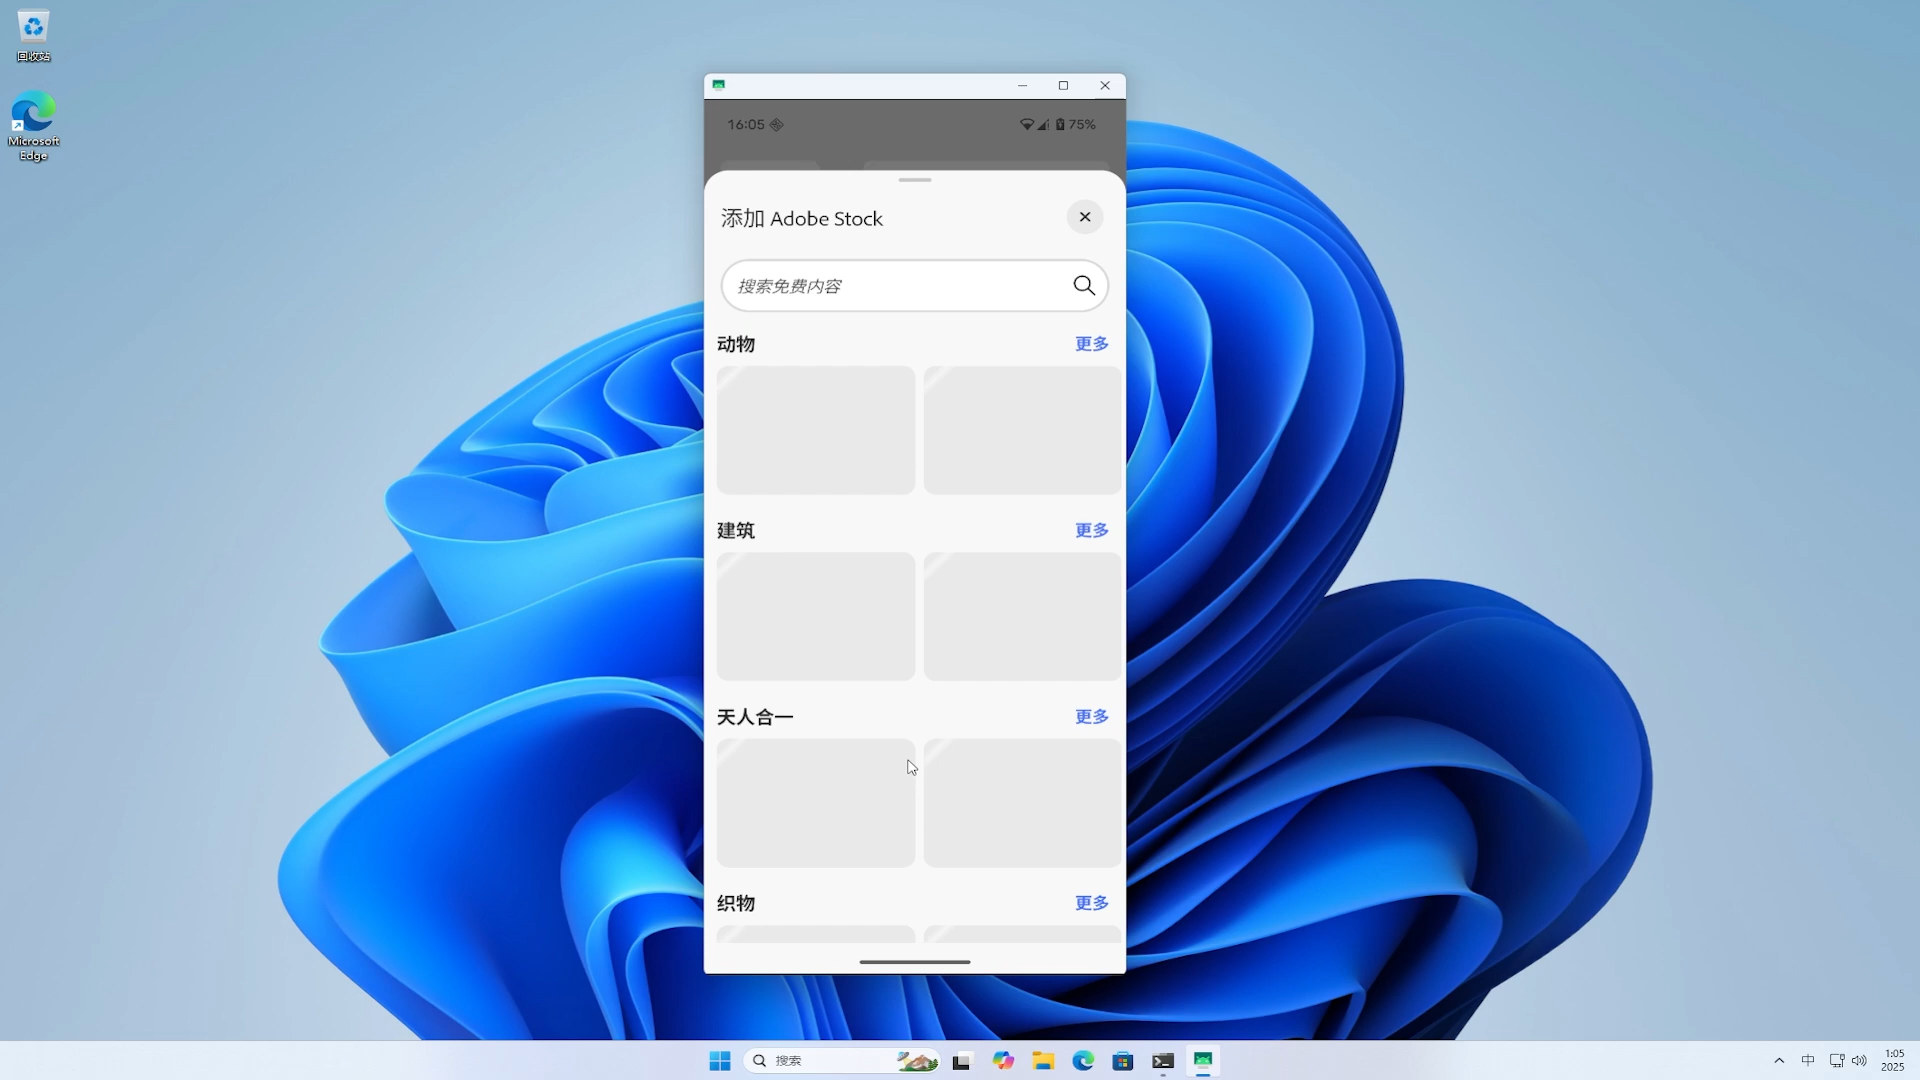 回收站
Microsoft
Edge
16:05
75%
添加 Adobe Stock
搜索免费内容
动物
更多
建筑
更多
天人合一
更多
织物
更多
搜索
中
1:05
2025